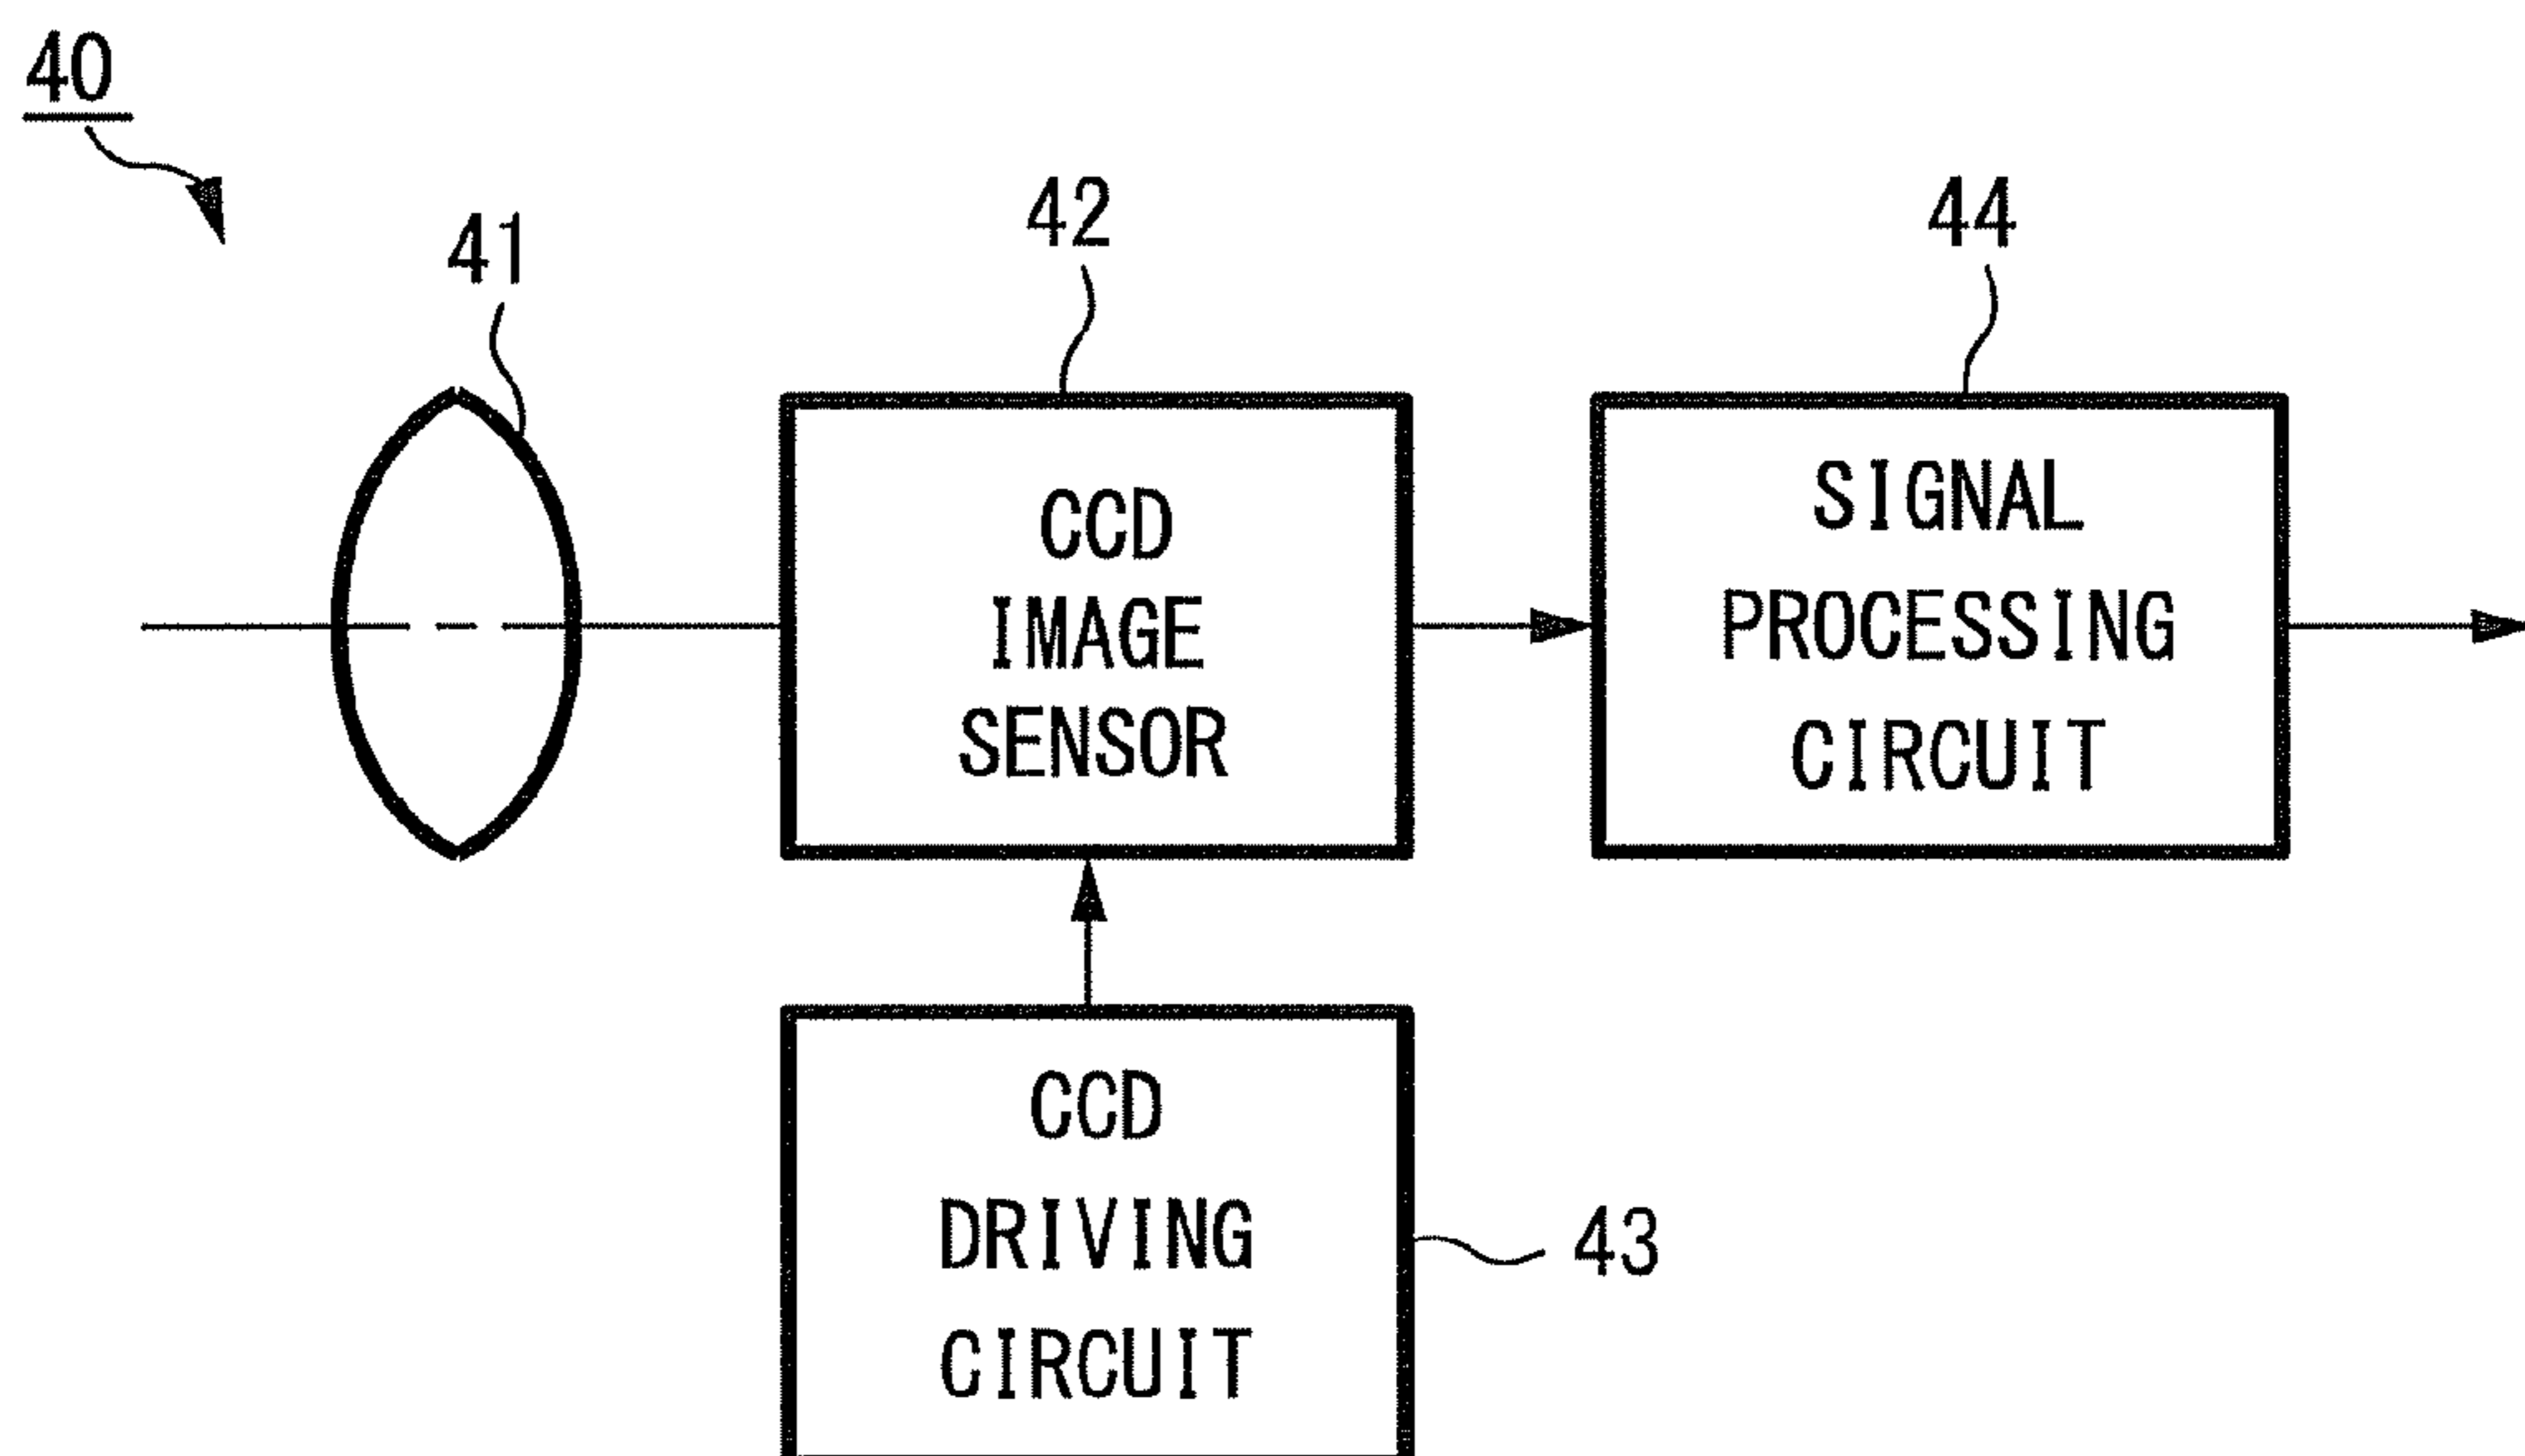 40
41
42
44
CCD
IMAGE
SENSOR
SIGNAL
PROCESSING
CIRCUIT
CCD
DRIVING
CIRCUIT
43